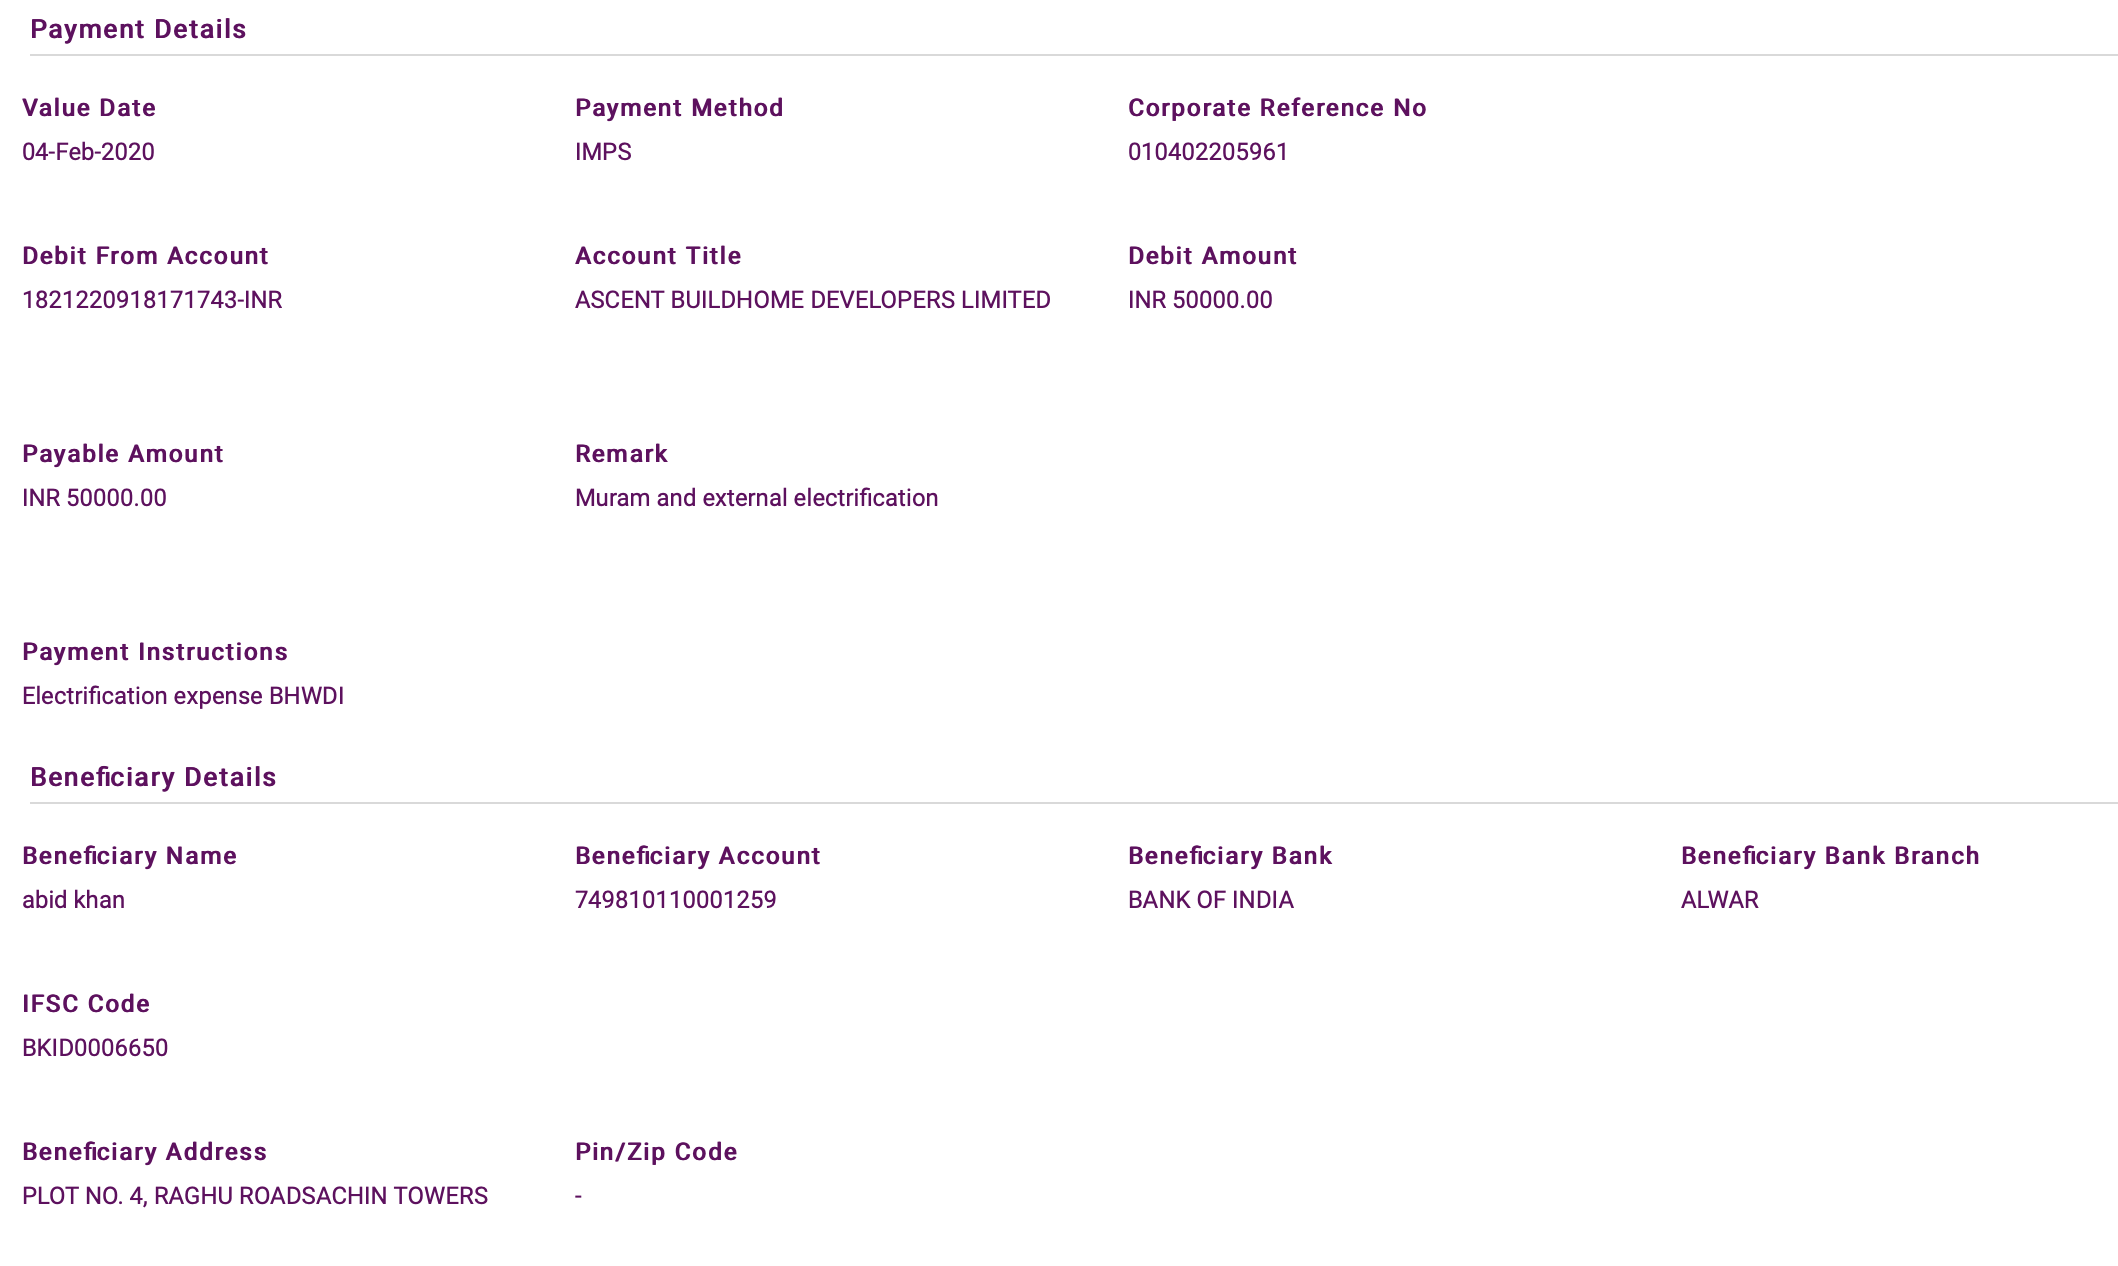 Payment Details
Value Date Payment Method Corporate Reference No
04-Feb-2020 IMPS 010402205961
Debit From Account Account Title Debit Amount
1821220918171743-INR ASCENT BUILDHOME DEVELOPERS LIMITED INR 50000.00
Payable Amount Remark
INR 50000.00 Muram and external electrification
Payment Instructions
Electrification expense BHWDI
Beneficiary Details
Beneficiary Name Beneficiary Account Beneficiary Bank Beneficiary Bank Branch
abid khan 749810110001259 BANK OF INDIA ALWAR
IFSC Code
BKID0006650
Beneficiary Address Pin/Zip Code
PLOT NO. 4, RAGHU ROADSACHIN TOWERS -